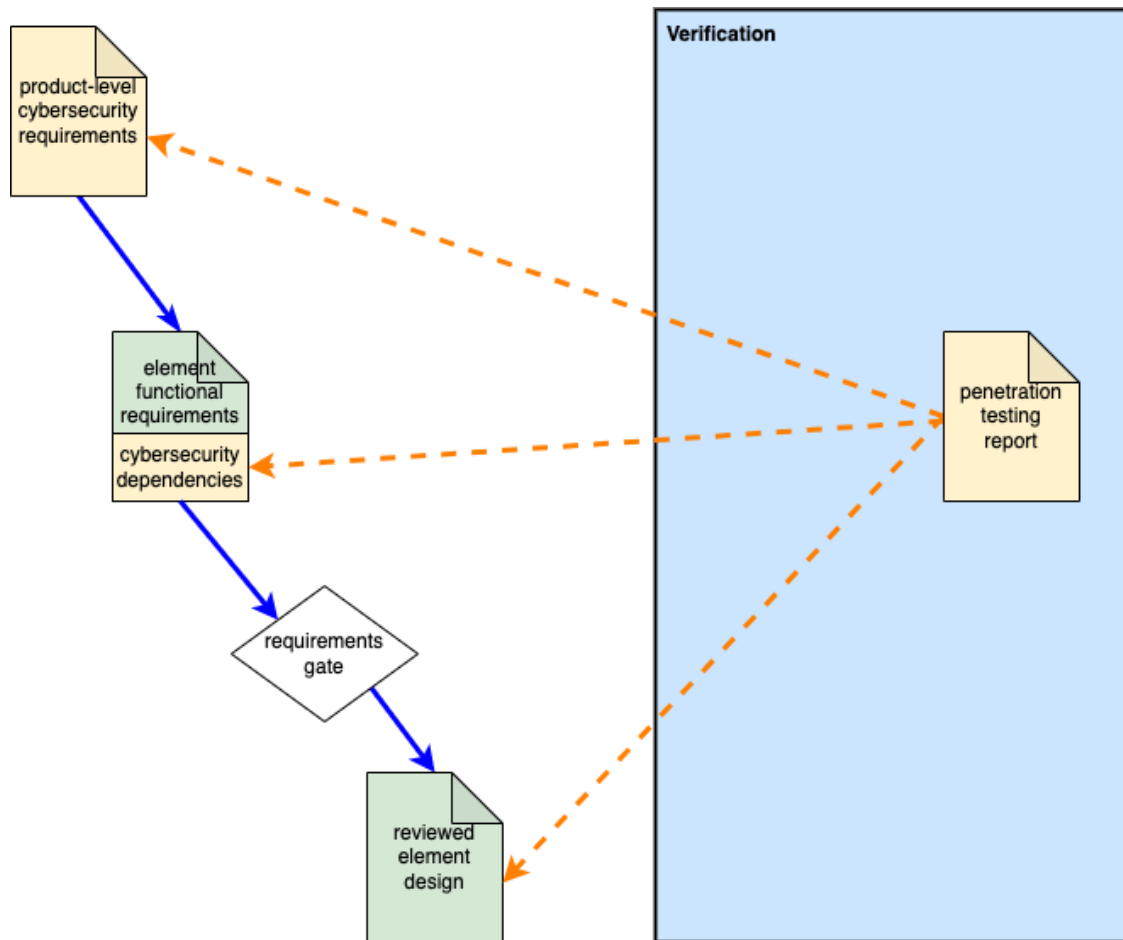 Verification
product-level
cybersecurity
requirements
element
functional
requirements
cybersecurity
dependencies
penetration
testing
report
requirements
gate
reviewed
element
design